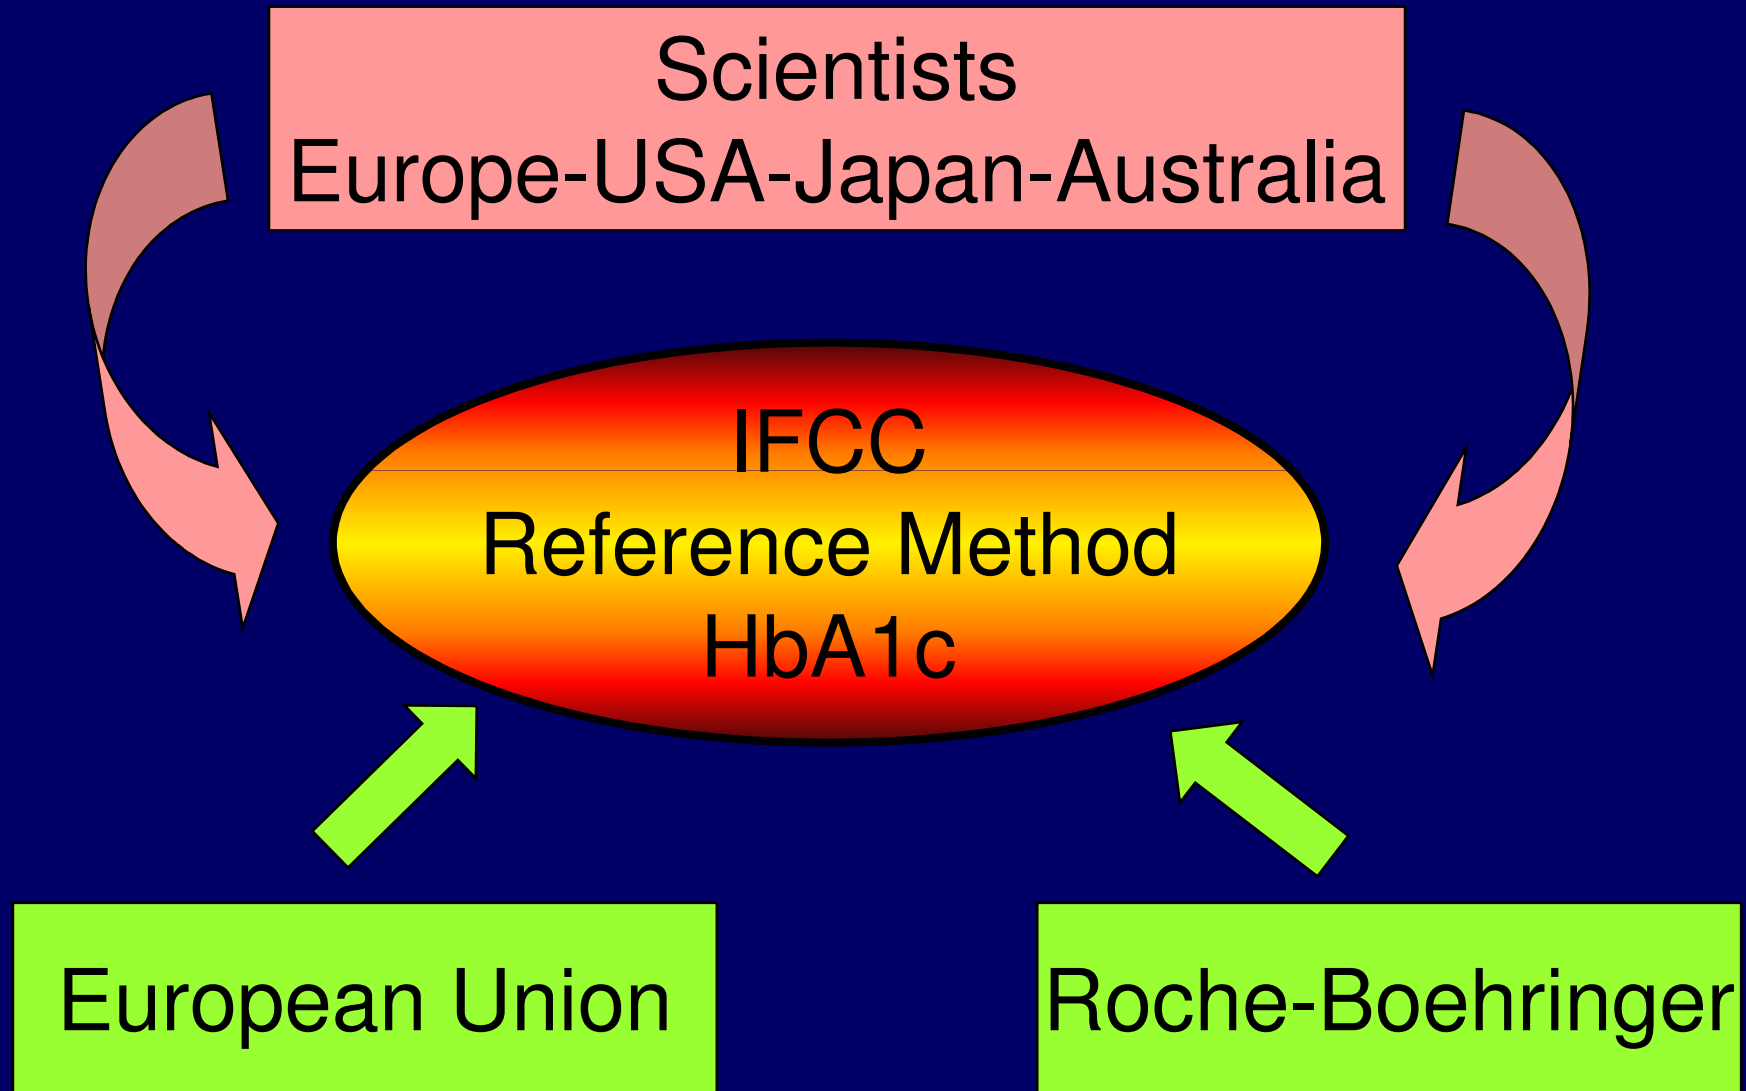 Scientists
Europe-USA-Japan-Australia
IFCC
Reference Method
HbA1c
European Union
Roche-Boehringer